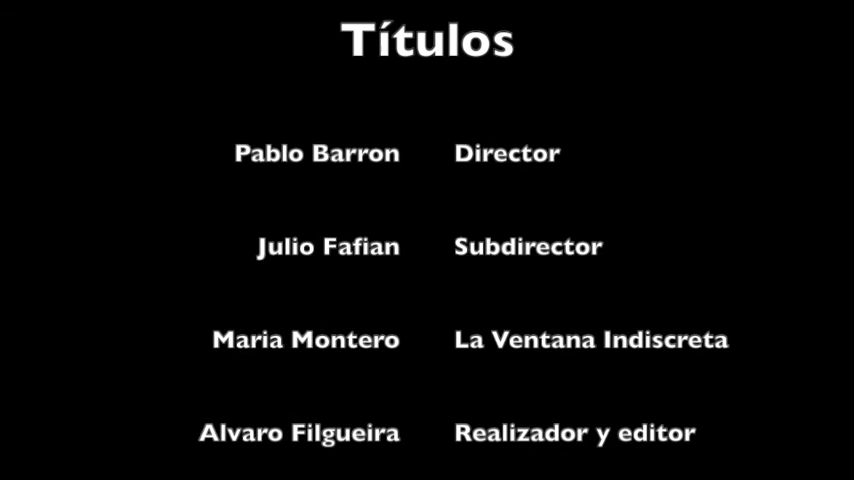 Títulos
Pablo Barron Director
Julio Fafian Subdirector
Maria Montero La Ventana Indiscreta
Alvaro Filgueira Realizador y editor